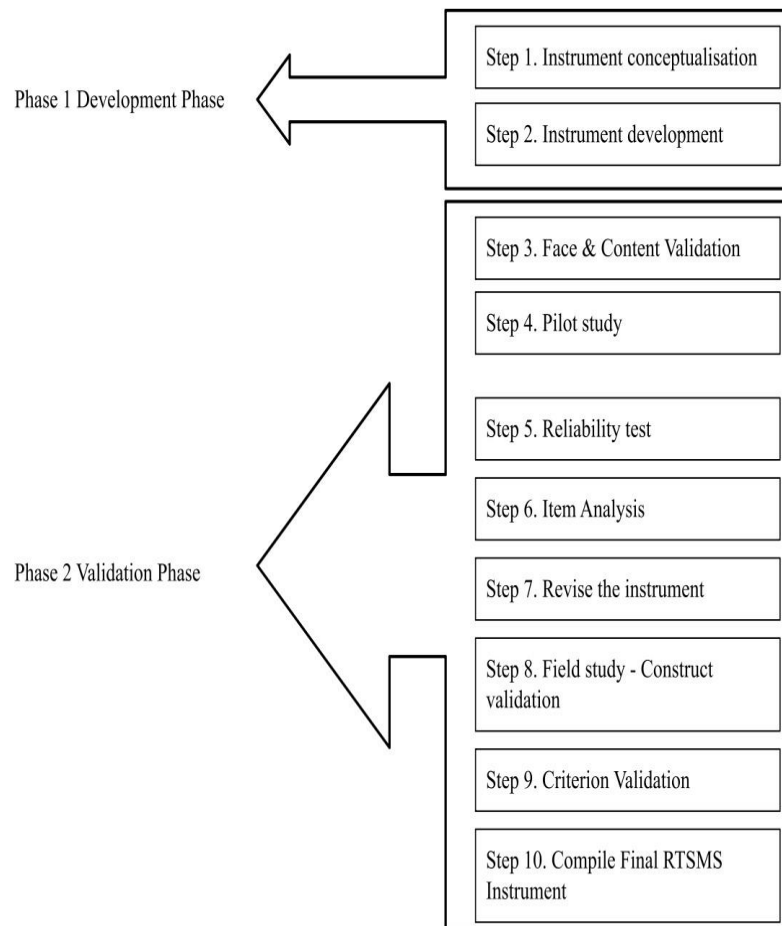 Phase 1 Development Phase
Step 1. Instrument conceptualisation
Step 2. Instrument development
Phase 2 Validation Phase
Step 3. Face & Content Validation
Step 4. Pilot study
Step 5. Reliability test
Step 6. Item Analysis
Step 7. Revise the instrument
Step 8. Field study - Construct
validation
Step 9. Criterion Validation
Step 10. Compile Final RTSMS
Instrument